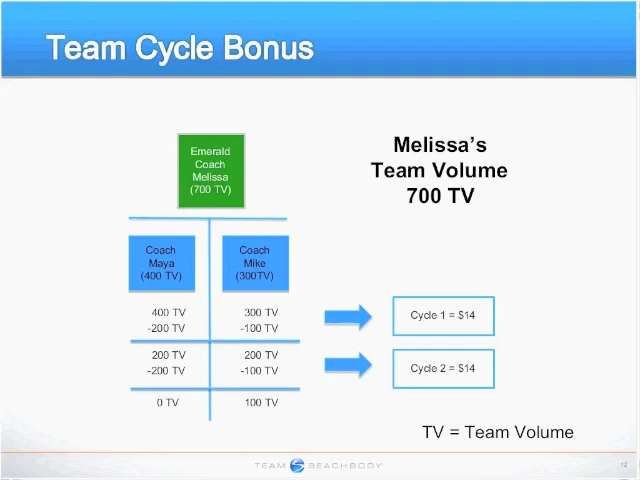 Team Cycle Bonus
Emerald
Coach
Melissa
(700 TV)
Melissa's
Team Volume
700 TV
Coach
Maya
(400 TV)
Coach
Mike
(300TV)
400 TV
-200 TV
300 TV
-100 TV
Cycle 1 = $14
200 TV
-200 TV
200 TV
-100 TV
Cycle 2 = $14
0 TV
100 TV
TV = Team Volume
TEAM BEACHBODY
12